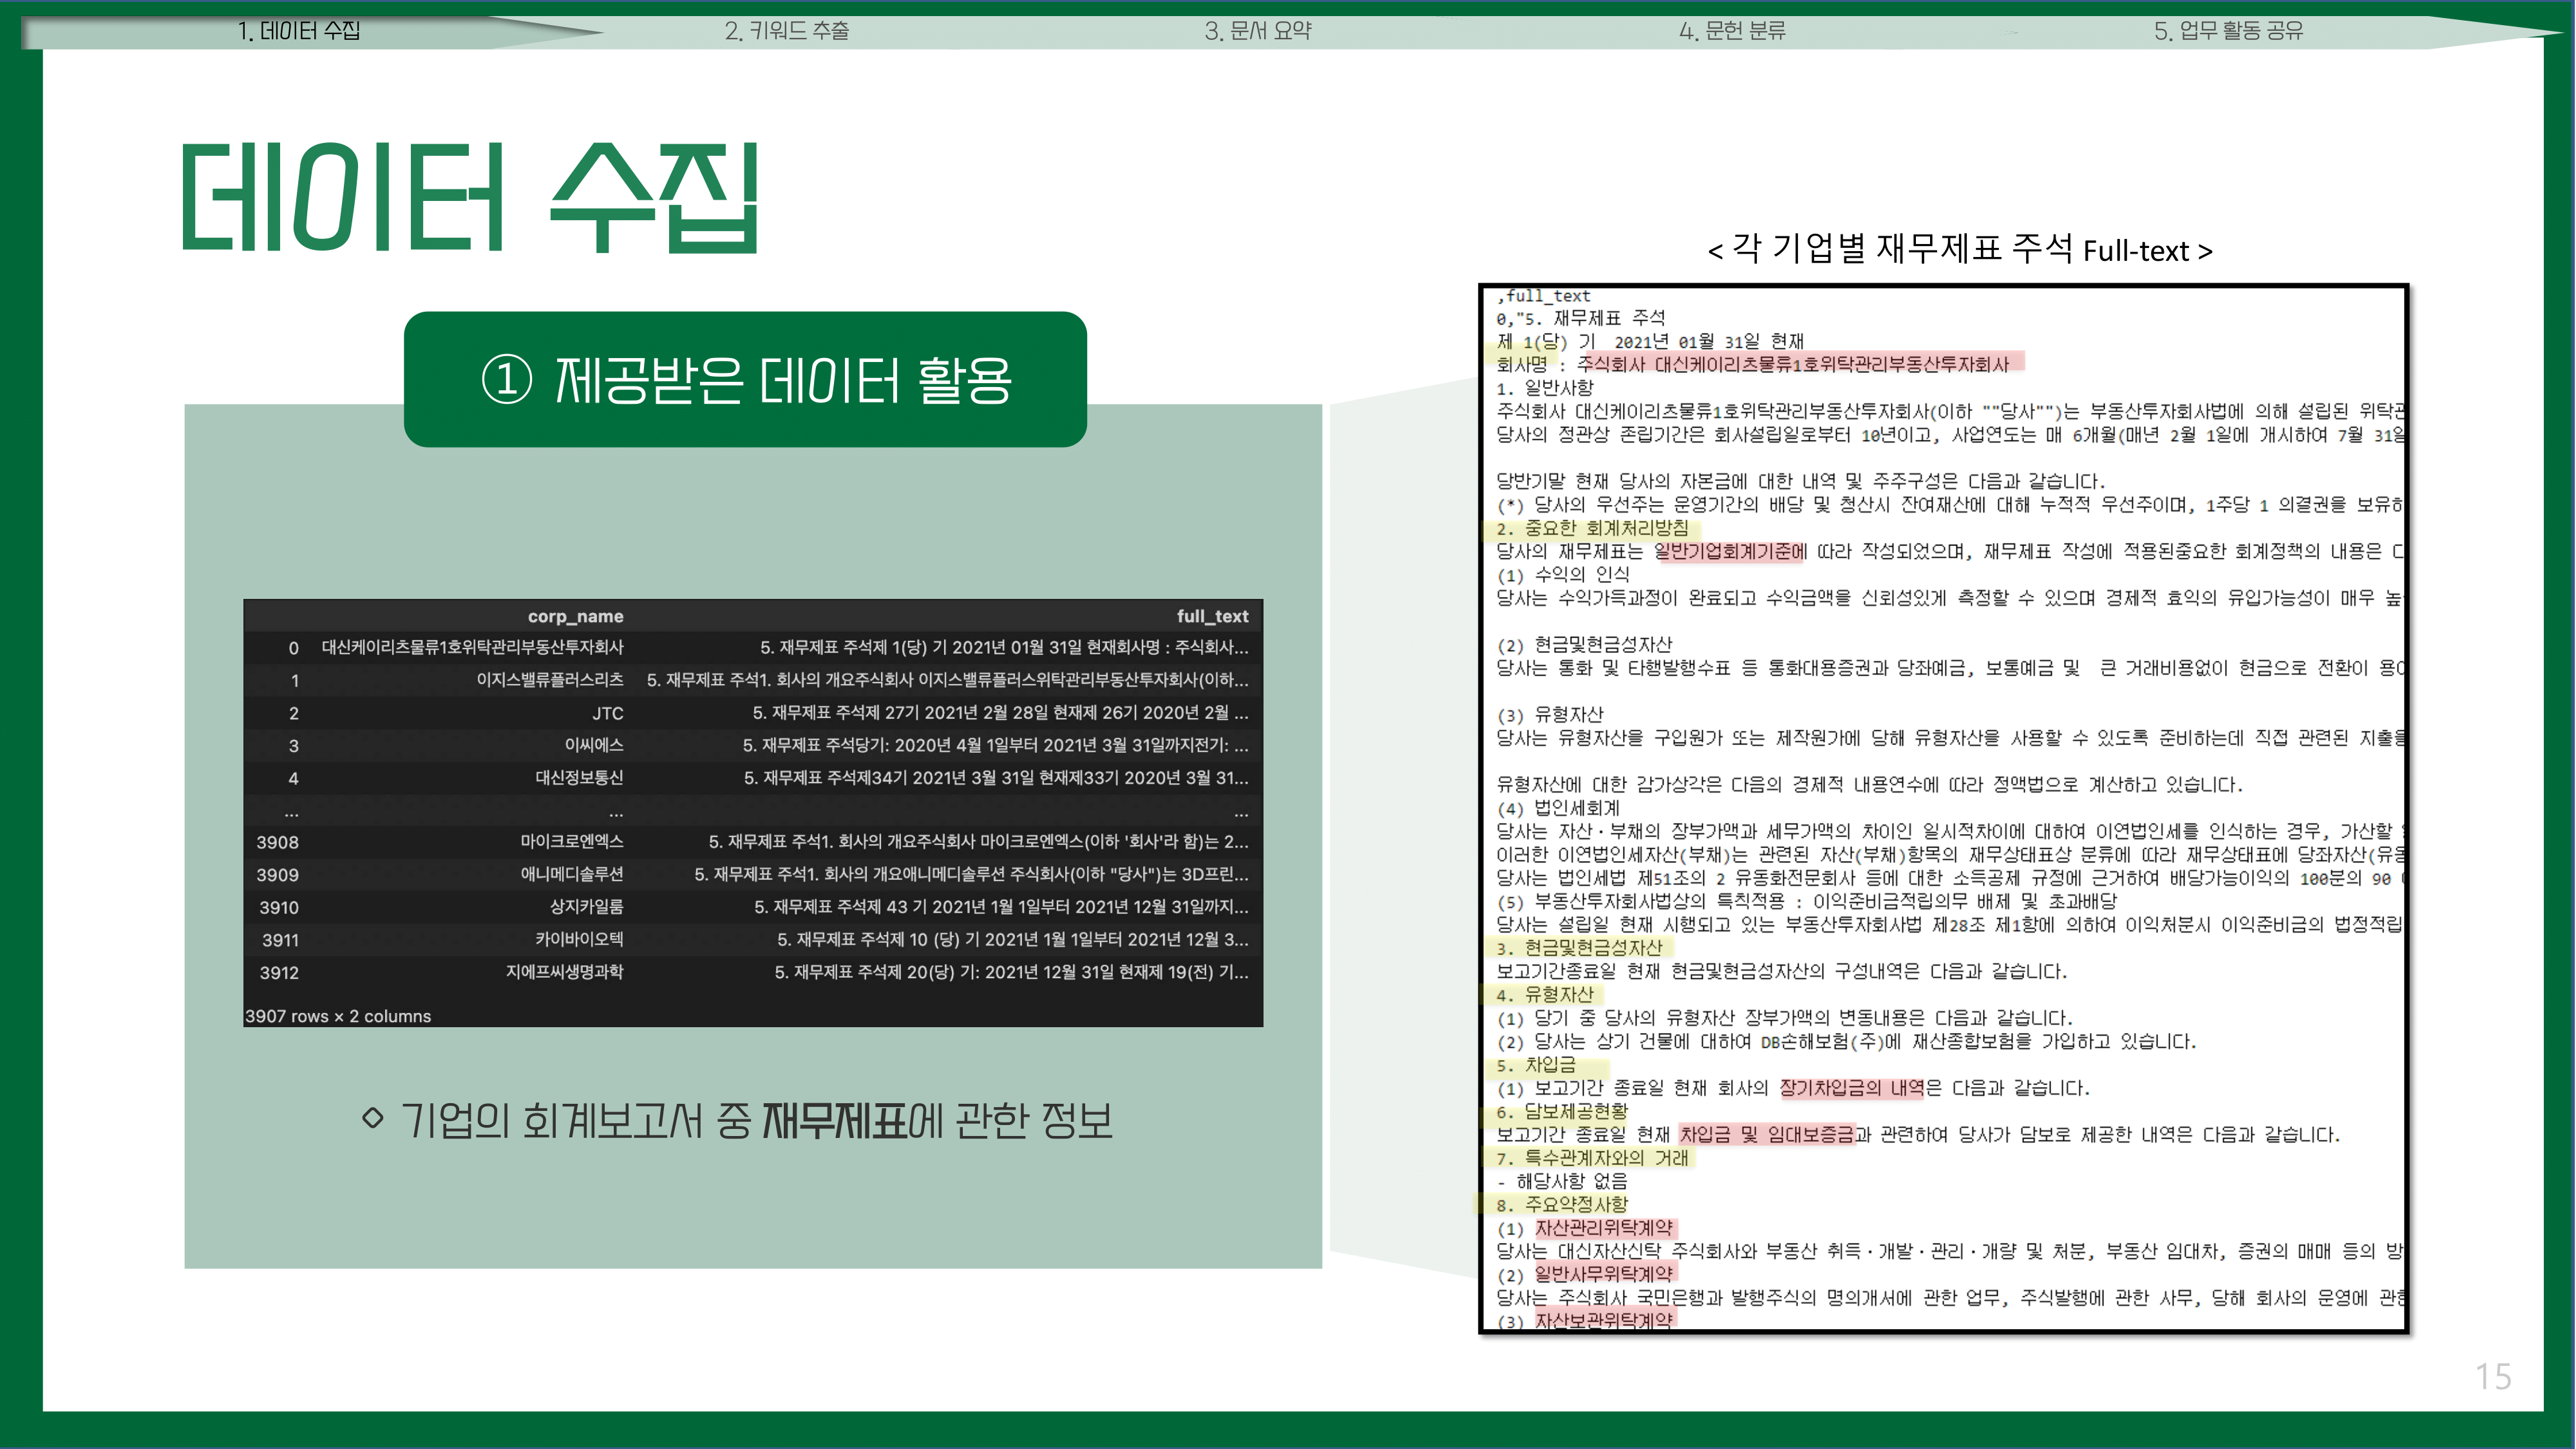 1. 데이터 수집
2. 키워드 추출
3. 문서 요약
4. 문헌 분류
5. 업무 활동 공유
데이터 수집
① 제공받은 데이터 활용
corp_name full_text
0 대신케이리츠물류1호위탁관리부동산투자회사 5. 재무제표 주석제 1(당) 기 2021년 01월 31일 현재회사명 : 주식회사...
1 이지스밸류플러스리츠 5. 재무제표 주석1. 회사의 개요주식회사 이지스밸류플러스위탁관리부동산투자회사(이하...
2 JTC 5. 재무제표 주석제 27기 2021년 2월 28일 현재제 26기 2020년 2월 ...
3 이씨에스 5. 재무제표 주석당기: 2020년 4월 1일부터 2021년 3월 31일까지전기: ...
4 대신정보통신 5. 재무제표 주석제34기 2021년 3월 31일 현재제33기 2020년 3월 31...
... ... ...
3908 마이크로엔엑스 5. 재무제표 주석1. 회사의 개요주식회사 마이크로엔엑스(이하 '회사'라 함)는 2...
3909 애니메디솔루션 5. 재무제표 주석1. 회사의 개요애니메디솔루션 주식회사(이하 "당사")는 3D프린...
3910 상지카일룸 5. 재무제표 주석제 43 기 2021년 1월 1일부터 2021년 12월 31일까지...
3911 카이바이오텍 5. 재무제표 주석제 10 (당) 기 2021년 1월 1일부터 2021년 12월 3...
3912 지에프씨생명과학 5. 재무제표 주석제 20(당) 기: 2021년 12월 31일 현재제 19(전) 기...
3907 rows × 2 columns
기업의 회계보고서 중 재무제표에 관한 정보
< 각 기업별 재무제표 주석 Full-text >
,full_text
0,"5. 재무제표 주석
제 1(당) 기 2021년 01월 31일 현재
회사명 : 주식회사 대신케이리츠물류1호위탁관리부동산투자회사
1. 일반사항
주식회사 대신케이리츠물류1호위탁관리부동산투자회사(이하 ""당사"")는 부동산투자회사법에 의해 설립된 위탁관
당사의 정관상 존립기간은 회사설립일로부터 10년이고, 사업연도는 매 6개월(매년 2월 1일에 개시하여 7월 31일
당반기말 현재 당사의 자본금에 대한 내역 및 주주구성은 다음과 같습니다.
(*) 당사의 우선주는 운영기간의 배당 및 청산시 잔여재산에 대해 누적적 우선주이며, 1주당 1 의결권을 보유하
2. 중요한 회계처리방침
당사의 재무제표는 일반기업회계기준에 따라 작성되었으며, 재무제표 작성에 적용된중요한 회계정책의 내용은 다
(1) 수익의 인식
당사는 수익가득과정이 완료되고 수익금액을 신뢰성있게 측정할 수 있으며 경제적 효익의 유입가능성이 매우 높
(2) 현금및현금성자산
당사는 통화 및 타행발행수표 등 통화대용증권과 당좌예금, 보통예금 및 큰 거래비용없이 현금으로 전환이 용이
(3) 유형자산
당사는 유형자산을 구입원가 또는 제작원가에 당해 유형자산을 사용할 수 있도록 준비하는데 직접 관련된 지출을
유형자산에 대한 감가상각은 다음의 경제적 내용연수에 따라 정액법으로 계산하고 있습니다.
(4) 법인세회계
당사는 자산·부채의 장부가액과 세무가액의 차이인 일시적차이에 대하여 이연법인세를 인식하는 경우, 가산할
이러한 이연법인세자산(부채)는 관련된 자산(부채)항목의 재무상태표상 분류에 따라 재무상태표에 당좌자산(유동
당사는 법인세법 제51조의 2 유동화전문회사 등에 대한 소득공제 규정에 근거하여 배당가능이익의 100분의 90
(5) 부동산투자회사법상의 특칙적용 : 이익준비금적립의무 배제 및 초과배당
당사는 설립일 현재 시행되고 있는 부동산투자회사법 제28조 제1항에 의하여 이익처분시 이익준비금의 법정적립
3. 현금및현금성자산
보고기간종료일 현재 현금및현금성자산의 구성내역은 다음과 같습니다.
4. 유형자산
(1) 당기 중 당사의 유형자산 장부가액의 변동내용은 다음과 같습니다.
(2) 당사는 상기 건물에 대하여 DB손해보험(주)에 재산종합보험을 가입하고 있습니다.
5. 차입금
(1) 보고기간 종료일 현재 회사의 장기차입금의 내역은 다음과 같습니다.
6. 담보제공현황
보고기간 종료일 현재 차입금 및 임대보증금과 관련하여 당사가 담보로 제공한 내역은 다음과 같습니다.
7. 특수관계자와의 거래
- 해당사항 없음
8. 주요약정사항
(1) 자산관리위탁계약
당사는 대신자산신탁 주식회사와 부동산 취득·개발·관리·개량 및 처분, 부동산 임대차, 증권의 매매 등의 방
(2) 일반사무위탁계약
당사는 주식회사 국민은행과 발행주식의 명의개서에 관한 업무, 주식발행에 관한 사무, 당해 회사의 운영에 관한
(3) 자산보관위탁계약
15